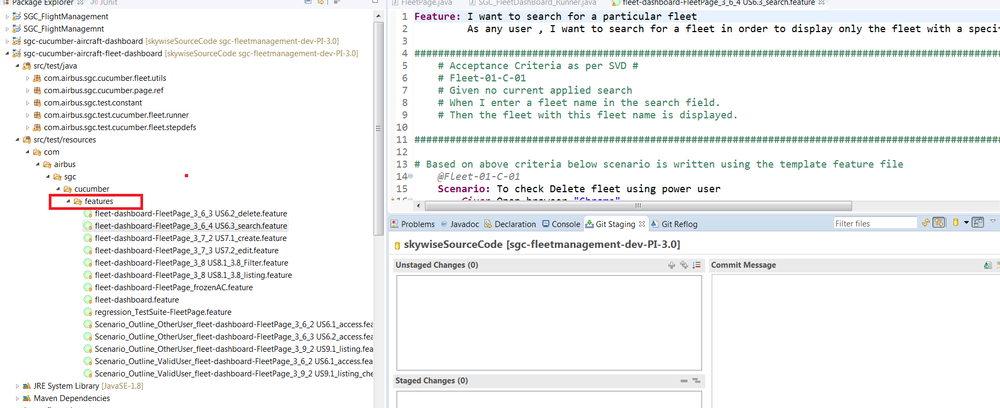 Package Explorer JUnit
SGC_FlightManagement
SGC_FlightManagemnt
sgc-cucumber-aircraft-dashboard [skywiseSourceCode sgc-fleetmanagement-dev-PI-3.0]
sgc-cucumber-aircraft-fleet-dashboard [skywiseSourceCode sgc-fleetmanagement-dev-PI-3.0]
src/test/java
com.airbus.sgc.cucumber.fleet.utils
com.airbus.sgc.cucumber.page.ref
com.airbus.sgc.test.constant
com.airbus.sgc.test.cucumber.fleet.runner
com.airbus.sgc.test.cucumber.fleet.stepdefs
src/test/resources
com
airbus
sgc
cucumber
features
fleet-dashboard-FleetPage_3_6_3 US6.2_delete.feature
fleet-dashboard-FleetPage_3_6_4 US6.3_search.feature
fleet-dashboard-FleetPage_3_7_2 US7.1_create.feature
fleet-dashboard-FleetPage_3_7_3 US7.2_edit.feature
fleet-dashboard-FleetPage_3_8 US8.1_3.8_Filter.feature
fleet-dashboard-FleetPage_3_8 US8.1_3.8_listing.feature
fleet-dashboard-FleetPage_frozenAC.feature
fleet-dashboard.feature
regression_TestSuite-FleetPage.feature
Scenario_Outline_OtherUser_fleet-dashboard-FleetPage_3_6_2 US6.1_access.fea
Scenario_Outline_OtherUser_fleet-dashboard-FleetPage_3_6_3 US6.2_access.fea
Scenario_Outline_OtherUser_fleet-dashboard-FleetPage_3_9_2 US9.1_listing.fea
Scenario_Outline_ValidUser_fleet-dashboard-FleetPage_3_6_2 US6.1_access.fea
Scenario_Outline_ValidUser_fleet-dashboard-FleetPage_3_9_2 US9.1_listing_che
JRE System Library [JavaSE-1.8]
Maven Dependencies
FleetPage.java SGC_FleetDashBoard_Runner.java fleet-dashboard-FleetPage_3_6_4 US6.3_search.feature
1 Feature: I want to search for a particular fleet
2 As any user , I want to search for a fleet in order to display only the fleet with a specif
3
4 ####################################################################################################
5 # Acceptance Criteria as per SVD #
6 # Fleet-01-C-01
7 # Given no current applied search
8 # When I enter a fleet name in the search field.
9 # Then the fleet with this fleet name is displayed.
10
11 ####################################################################################################
12
13 # Based on above criteria below scenario is written using the template feature file
14 @Fleet-01-C-01
15 Scenario: To check Delete fleet using power user
16 Given Open browser "Chrome"
Problems Javadoc Declaration Console Git Staging Git Reflog Filter files
skywiseSourceCode [sgc-fleetmanagement-dev-PI-3.0]
Unstaged Changes (0)
Commit Message
Staged Changes (0)